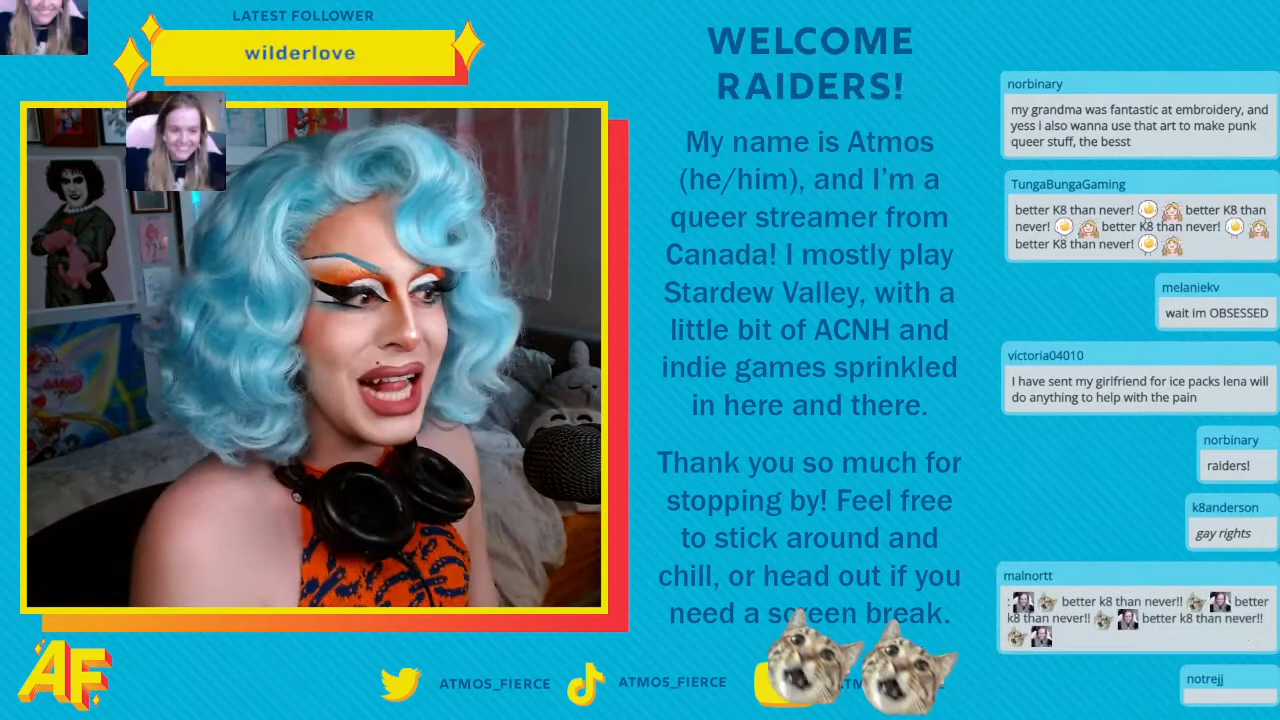 LATEST FOLLOWER
wilderlove
WELCOME
RAIDERS!
My name is Atmos
(he/him), and I'm a
queer streamer from
Canada! I mostly play
Stardew Valley, with a
little bit of ACNH and
indie games sprinkled
in here and there.
Thank you so much for
stopping by! Feel free
to stick around and
chill, or head out if you
need a screen break.
norbinary
my grandma was fantastic at embroidery, and
yess i also wanna use that art to make punk
queer stuff, the besst
TungaBungaGaming
better K8 than never! better K8 than
never! better K8 than never!
better K8 than never!
melaniekv
wait im OBSESSED
victoria04010
I have sent my girlfriend for ice packs lena will
do anything to help with the pain
norbinary
raiders!
k8anderson
gay rights
malnortt
: better k8 than never!! better
k8 than never!! better k8 than never!!
notrejj
AF
ATMOS_FIERCE
ATMOS_FIERCE